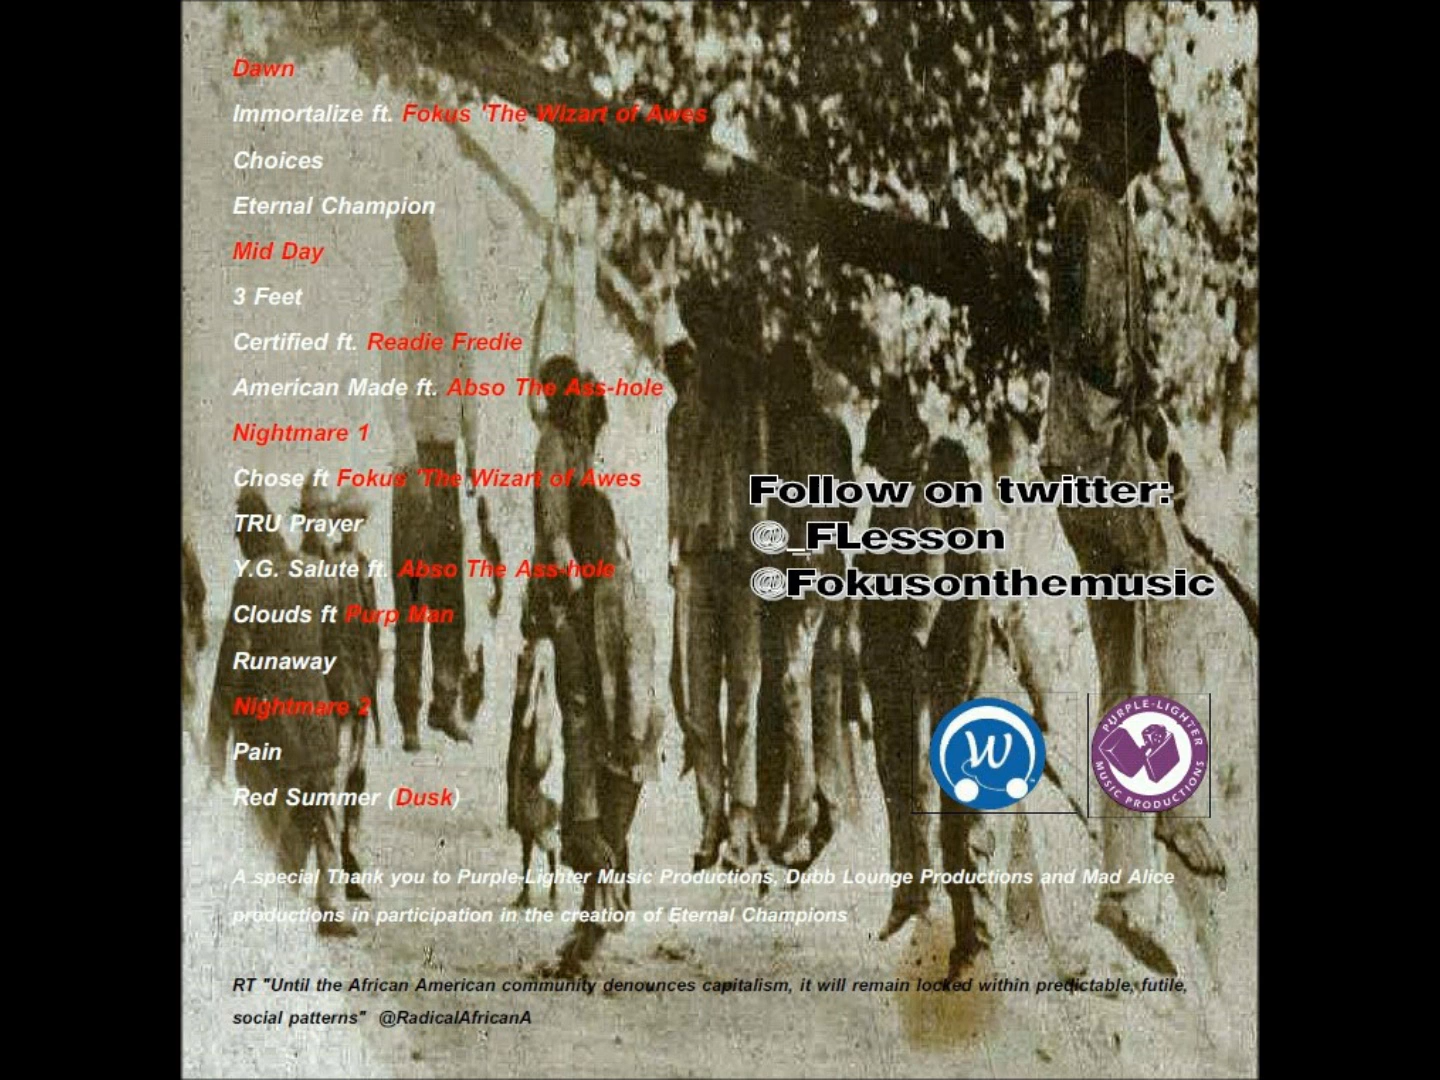 Dawn
Immortalize ft. Fokus 'The Wizart of Awes
Choices
Eternal Champion
Mid Day
3 Feet
Certified ft. Readie Fredie
American Made ft. Abso The Ass-hole
Nightmare 1
Chose ft Fokus 'The Wizart of Awes
TRU Prayer
Y.G. Salute ft. Abso The Ass-hole
Clouds ft Purp Man
Runaway
Nightmare 2
Pain
Red Summer (Dusk)
Follow on twitter:
@_FLesson
@Fokusonthemusic
W
PURPLE-LIGHTER
MUSIC PRODUCTIONS
A special Thank you to Purple-Lighter Music Productions, Dubb Lounge Productions and Mad Alice
productions in participation in the creation of Eternal Champions
RT "Until the African American community denounces capitalism, it will remain locked within predictable, futile,
social patterns" @RadicalAfricanA